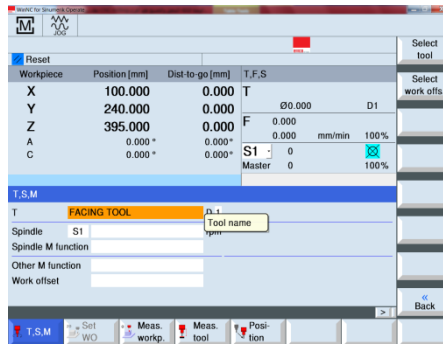 WinNC for Sinumerik Operate
M JOG
Select tool
Reset
Workpiece Position [mm] Dist-to-go [mm] T,F,S
Select work offs
X 100.000 0.000 T
Y 240.000 0.000 Ø0.000 D1
Z 395.000 0.000 F 0.000
A 0.000 ° 0.000° 0.000 mm/min 100%
C 0.000 ° 0.000° S1 0
Master 0 100%
T,S,M
T FACING TOOL D 1
Tool name
Spindle S1 rpm
Spindle M function
Other M function
Work offset
« Back
>
T,S,M Set WO Meas. workp. Meas. tool Posi- tion